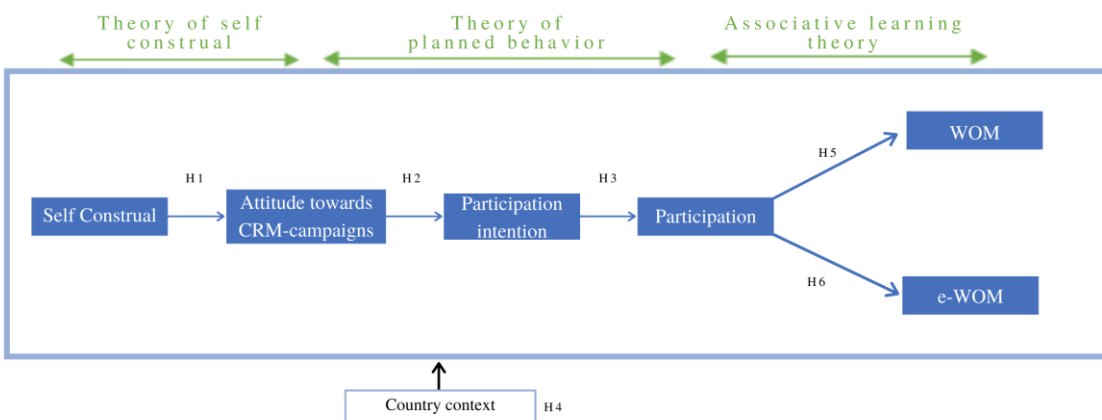 Theory of self
construal
Theory of
planned behavior
Associative learning
theory
WOM
H5
H1
H2
H3
Self Construal
Attitude towards
CRM-campaigns
Participation
intention
Participation
H6
e-WOM
Country context
H4